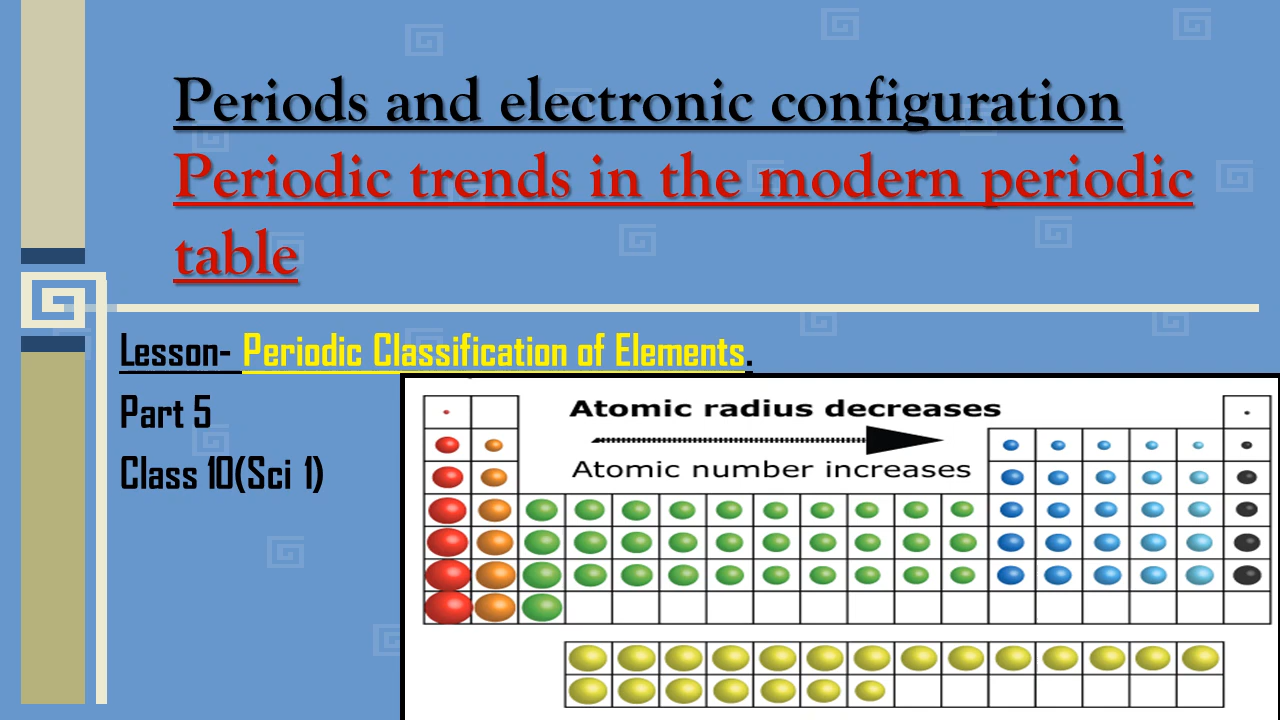 Periods and electronic configuration
Periodic trends in the modern periodic
table
Lesson- Periodic Classification of Elements.
Part 5
Class 10(Sci 1)
Atomic radius decreases
Atomic number increases